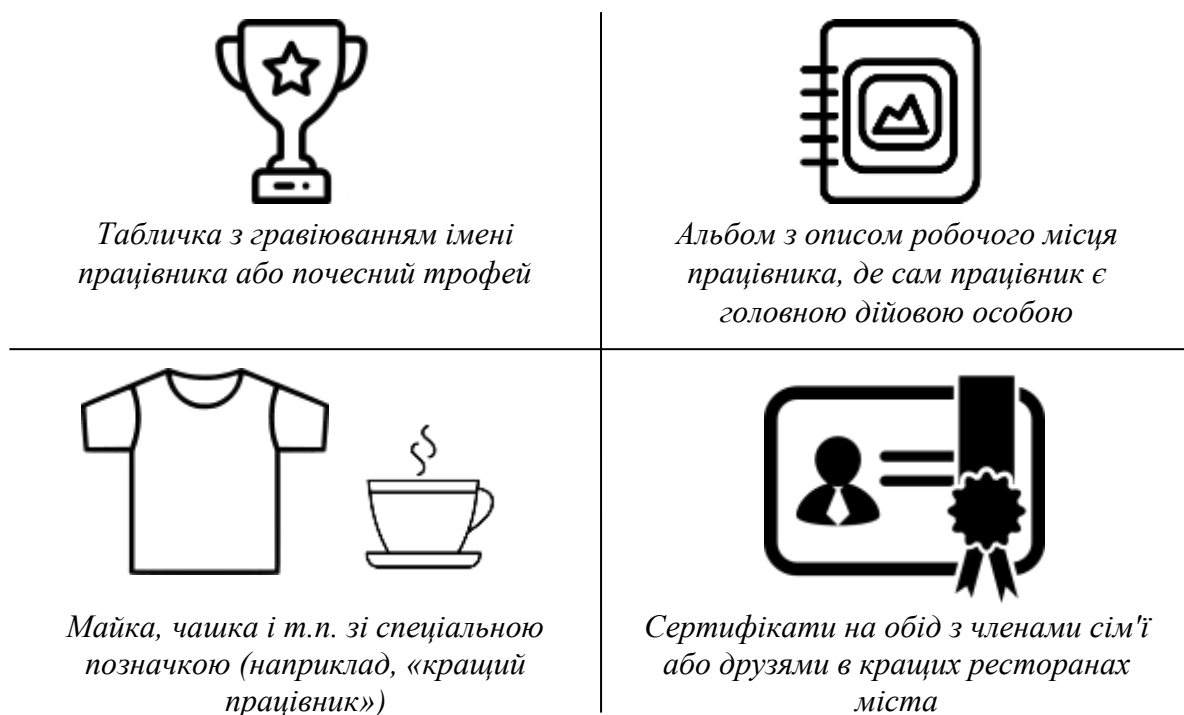 Табличка з гравіюванням імені
працівника або почесний трофей
Альбом з описом робочого місця
працівника, де сам працівник є
головною дійовою особою
Майка, чашка і т.п. зі спеціальною
позначкою (наприклад, «кращий
працівник»)
Сертифікати на обід з членами сім'ї
або друзями в кращих ресторанах
міста